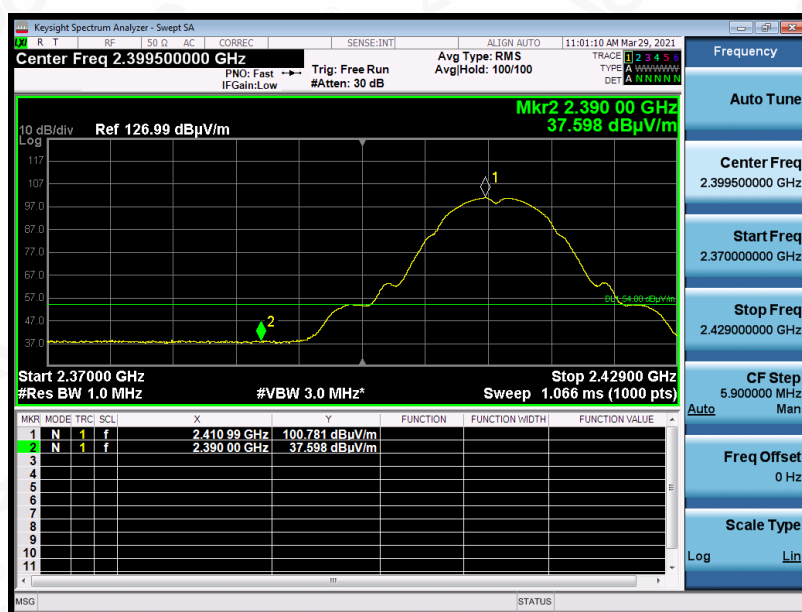 Keysight Spectrum Analyzer - Swept SA
LXI R T RF 50 Ω AC CORREC SENSE:INT ALIGN AUTO 11:01:10 AM Mar 29, 2021
Center Freq 2.399500000 GHz
PNO: Fast
IFGain:Low
Trig: Free Run
#Atten: 30 dB
Avg Type: RMS
Avg|Hold: 100/100
TRACE 1 2 3 4 5 6
TYPE A WWWWW
DET A N N N N N
Mkr2 2.390 00 GHz
37.598 dBµV/m
10 dB/div Ref 126.99 dBµV/m
Log
117
107
97.0
87.0
77.0
67.0
57.0
47.0
37.0
1
2
DL1 54.00 dBµV/m
Start 2.37000 GHz Stop 2.42900 GHz
#Res BW 1.0 MHz #VBW 3.0 MHz* Sweep 1.066 ms (1000 pts)
MKR MODE TRC SCL X Y FUNCTION FUNCTION WIDTH FUNCTION VALUE
1 N 1 f 2.410 99 GHz 100.781 dBµV/m
2 N 1 f 2.390 00 GHz 37.598 dBµV/m
3
4
5
6
7
8
9
10
11
MSG STATUS
Frequency
Auto Tune
Center Freq
2.399500000 GHz
Start Freq
2.370000000 GHz
Stop Freq
2.429000000 GHz
CF Step
5.900000 MHz
Auto Man
Freq Offset
0 Hz
Scale Type
Log Lin